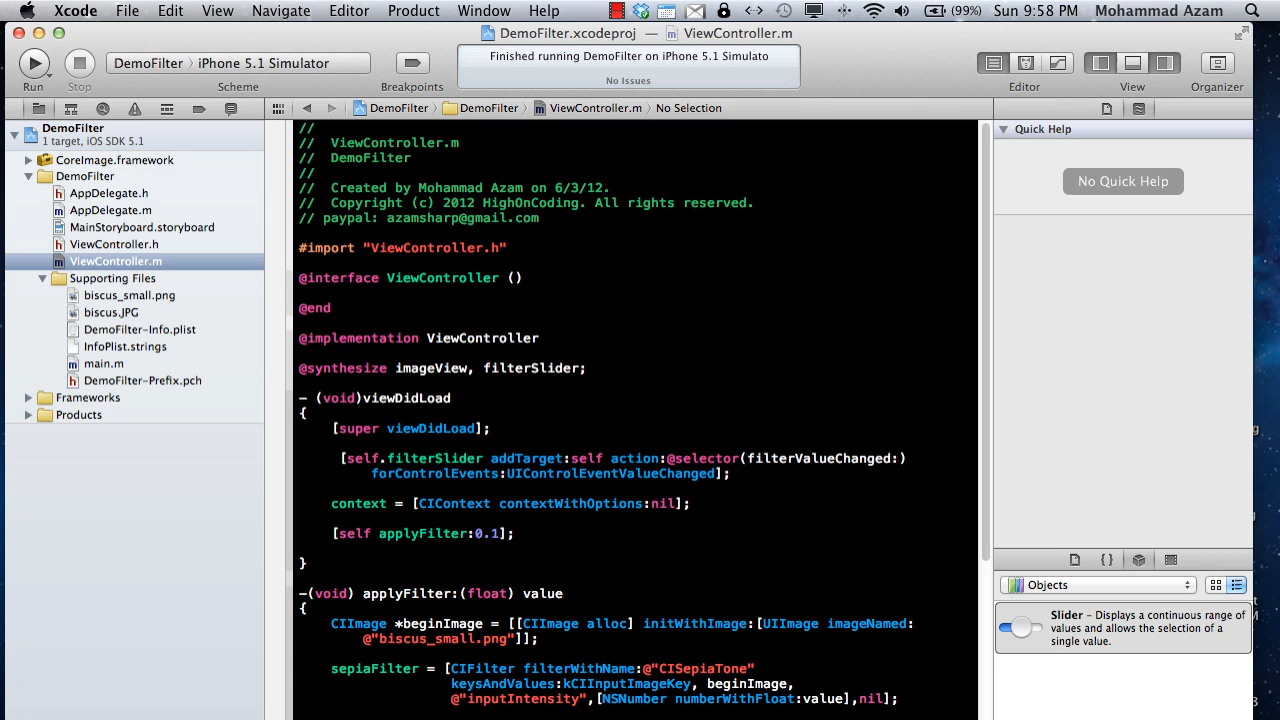 Xcode File Edit View Navigate Editor Product Window Help (99%) Sun 9:58 PM Mohammad Azam
DemoFilter.xcodeproj — ViewController.m
DemoFilter iPhone 5.1 Simulator
Finished running DemoFilter on iPhone 5.1 Simulato
No Issues
Run Stop Scheme Breakpoints Editor View Organizer
DemoFilter DemoFilter ViewController.m No Selection
DemoFilter
1 target, iOS SDK 5.1
CoreImage.framework
DemoFilter
AppDelegate.h
AppDelegate.m
MainStoryboard.storyboard
ViewController.h
ViewController.m
Supporting Files
biscus_small.png
biscus.JPG
DemoFilter-Info.plist
InfoPlist.strings
main.m
DemoFilter-Prefix.pch
Frameworks
Products
//
// ViewController.m
// DemoFilter
//
// Created by Mohammad Azam on 6/3/12.
// Copyright (c) 2012 HighOnCoding. All rights reserved.
// paypal: azamsharp@gmail.com
#import "ViewController.h"
@interface ViewController ()
@end
@implementation ViewController
@synthesize imageView, filterSlider;
- (void)viewDidLoad
{
[super viewDidLoad];
[self.filterSlider addTarget:self action:@selector(filterValueChanged:)
forControlEvents:UIControlEventValueChanged];
context = [CIContext contextWithOptions:nil];
[self applyFilter:0.1];
}
-(void) applyFilter:(float) value
{
CIImage *beginImage = [[CIImage alloc] initWithImage:[UIImage imageNamed:
@"biscus_small.png"]];
sepiaFilter = [CIFilter filterWithName:@"CISepiaTone"
keysAndValues:kCIInputImageKey, beginImage,
@"inputIntensity",[NSNumber numberWithFloat:value],nil];
Quick Help
No Quick Help
{ }
Objects
Slider – Displays a continuous range of
values and allows the selection of a
single value.